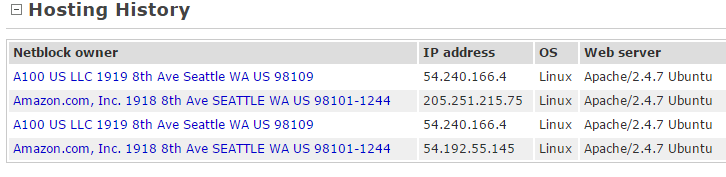 Hosting History
Netblock owner IP address OS Web server
A100 US LLC 1919 8th Ave Seattle WA US 98109 54.240.166.4 Linux Apache/2.4.7 Ubuntu
Amazon.com, Inc. 1918 8th Ave SEATTLE WA US 98101-1244 205.251.215.75 Linux Apache/2.4.7 Ubuntu
A100 US LLC 1919 8th Ave Seattle WA US 98109 54.240.166.4 Linux Apache/2.4.7 Ubuntu
Amazon.com, Inc. 1918 8th Ave SEATTLE WA US 98101-1244 54.192.55.145 Linux Apache/2.4.7 Ubuntu